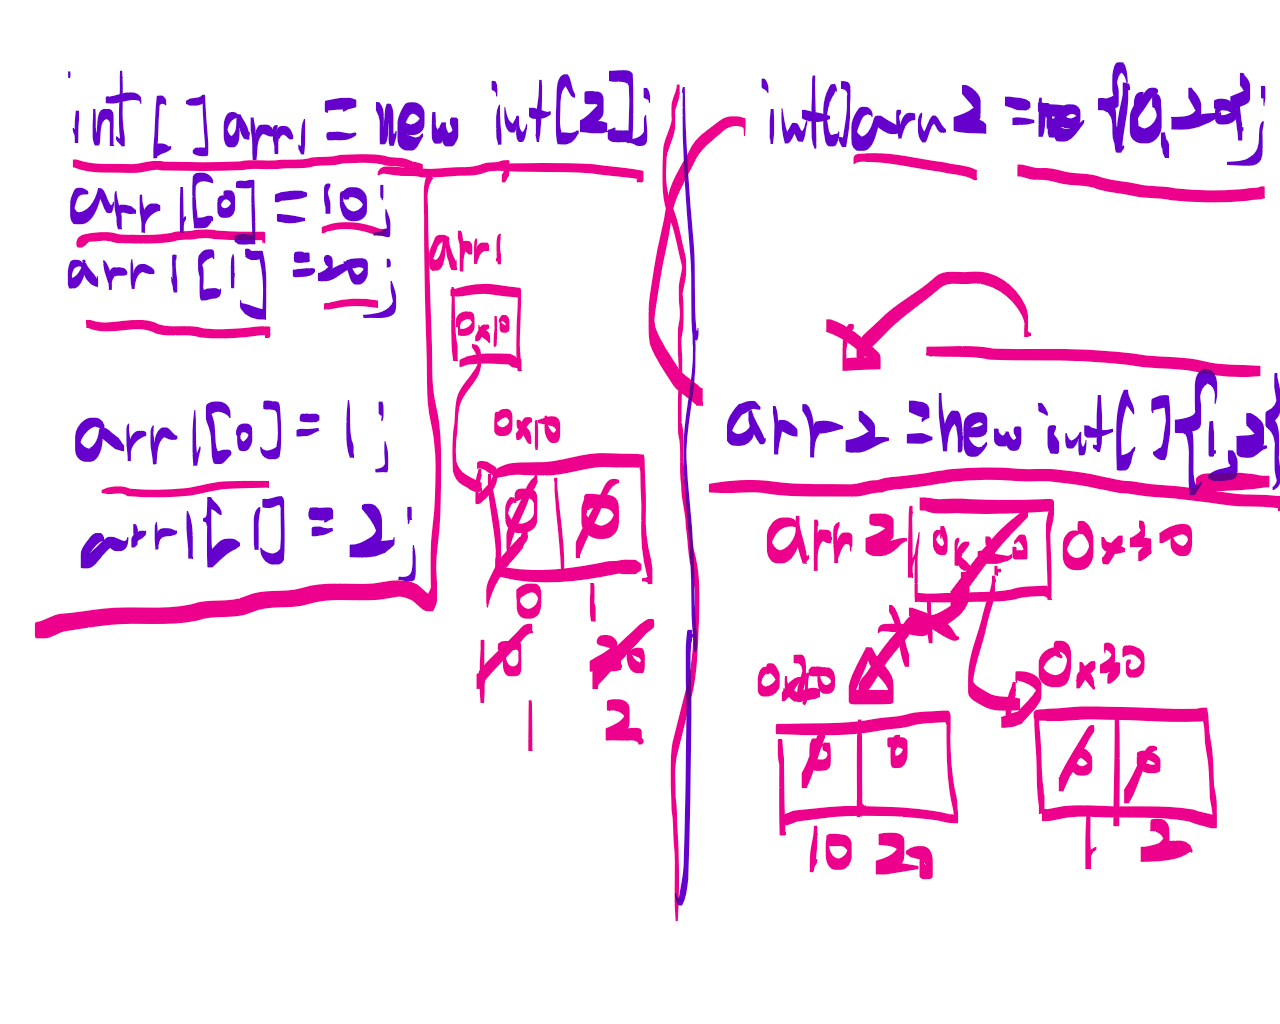 int[] arr1 = new int[2];
arr1[0] = 10;
arr1[1] = 20;
arr1[0] = 1;
arr1[1] = 2;
arr1
0x10
0x10
0 0
0 1
10 20
1 2
int[]arr2 = {10,20};
arr2 = new int[]{1,2{
arr2 0x20 0x30
0x20 0x30
0 0 0 0
10 20 1 2